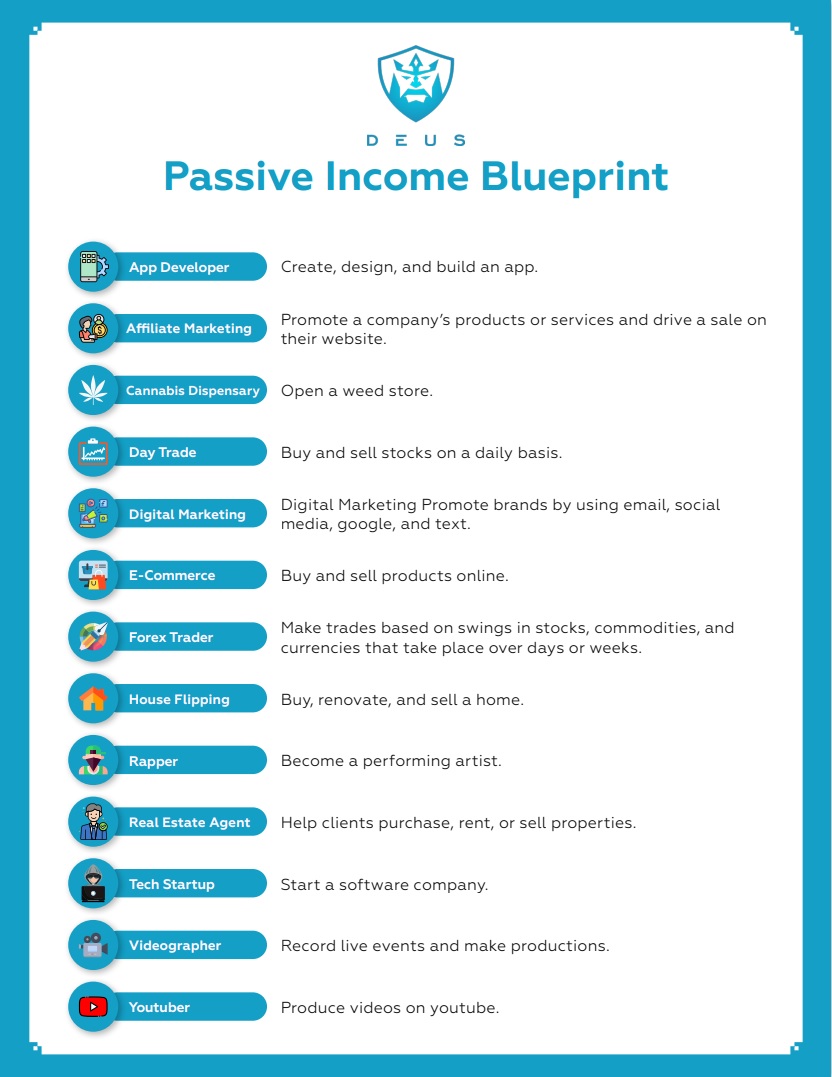 DEUS
Passive Income Blueprint
App Developer
Create, design, and build an app.
Affiliate Marketing
Promote a company's products or services and drive a sale on
their website.
Cannabis Dispensary
Open a weed store.
Day Trade
Buy and sell stocks on a daily basis.
Digital Marketing
Digital Marketing Promote brands by using email, social
media, google, and text.
E-Commerce
Buy and sell products online.
Forex Trader
Make trades based on swings in stocks, commodities, and
currencies that take place over days or weeks.
House Flipping
Buy, renovate, and sell a home.
Rapper
Become a performing artist.
Real Estate Agent
Help clients purchase, rent, or sell properties.
Tech Startup
Start a software company.
Videographer
Record live events and make productions.
Youtuber
Produce videos on youtube.